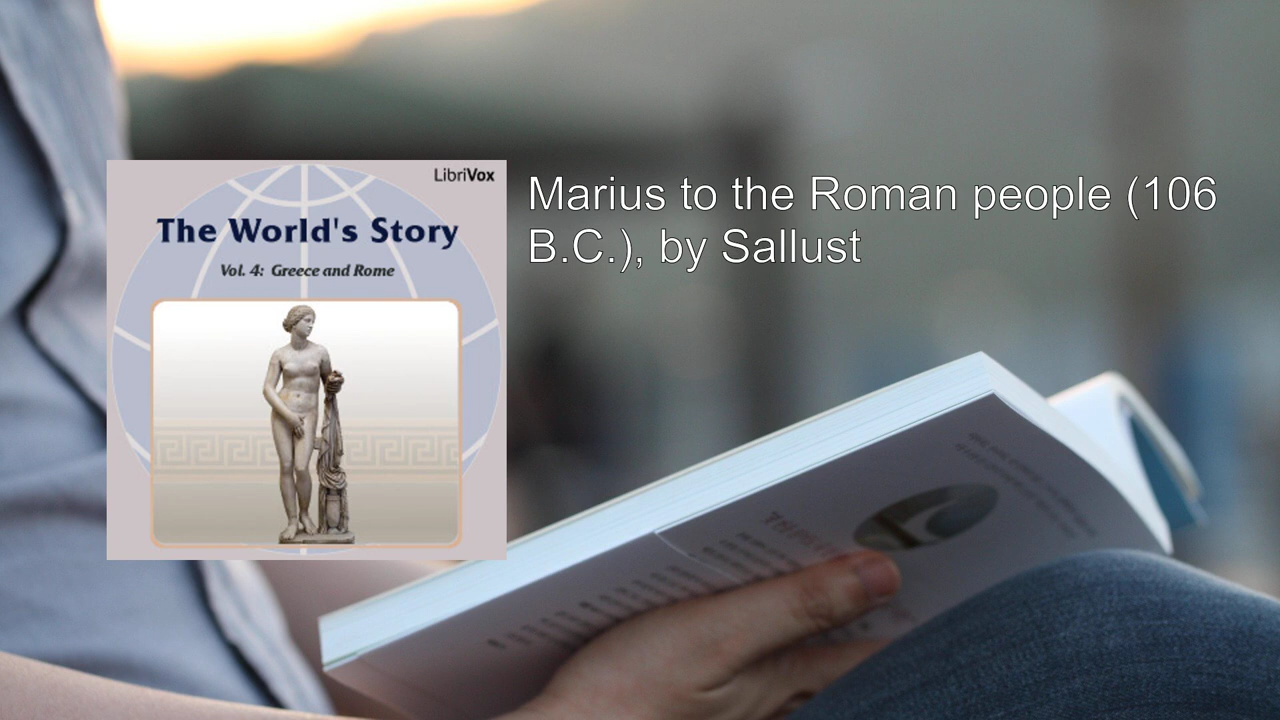 LibriVox
The World's Story
Vol. 4: Greece and Rome
Marius to the Roman people (106
B.C.), by Sallust